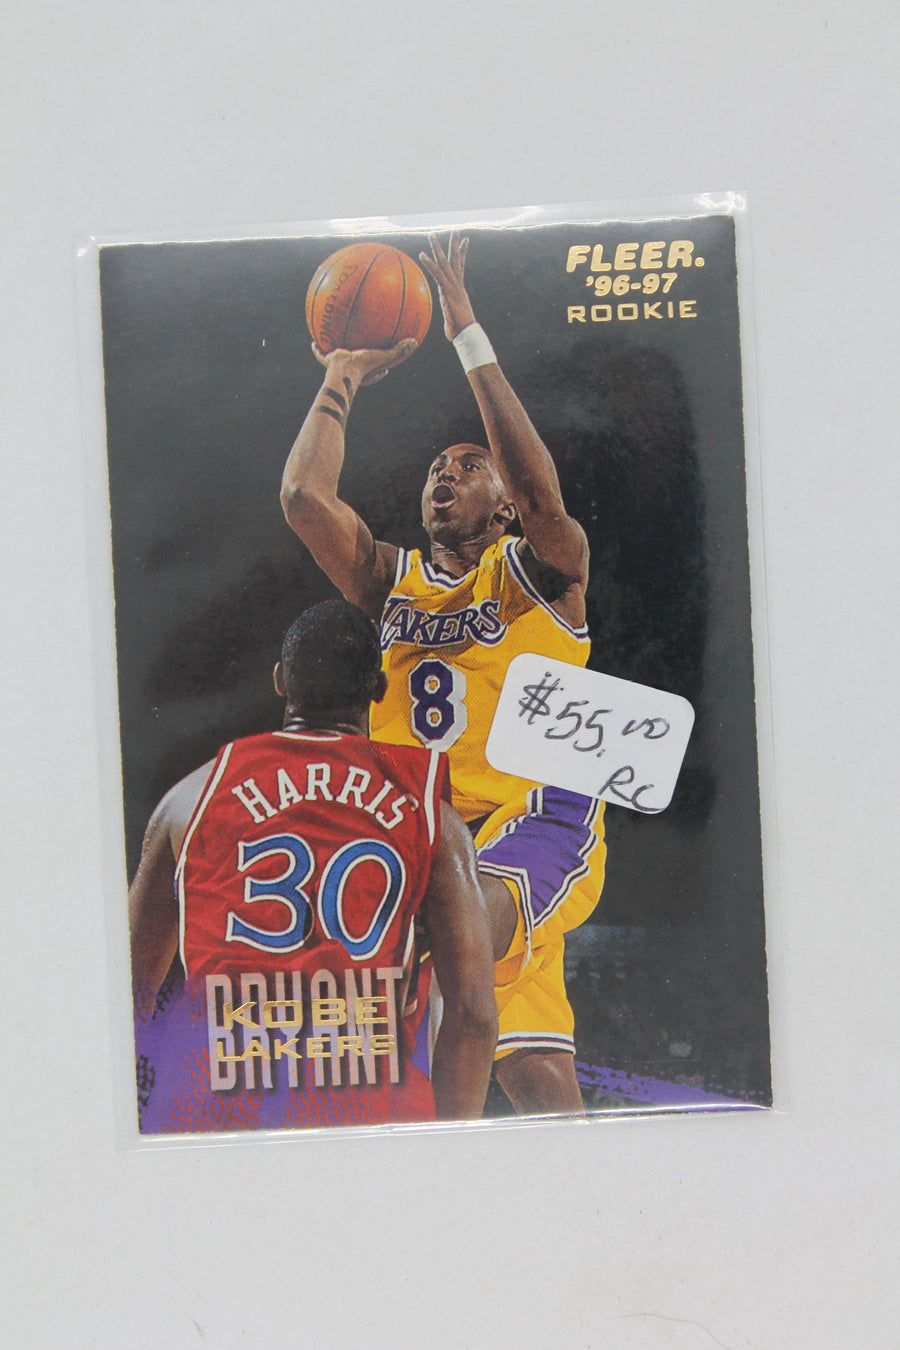 FLEER.
'96-97
ROOKIE
LAKERS
8
$55.00
RC
HARRIS
30
BRYANT
KOBE
LAKERS